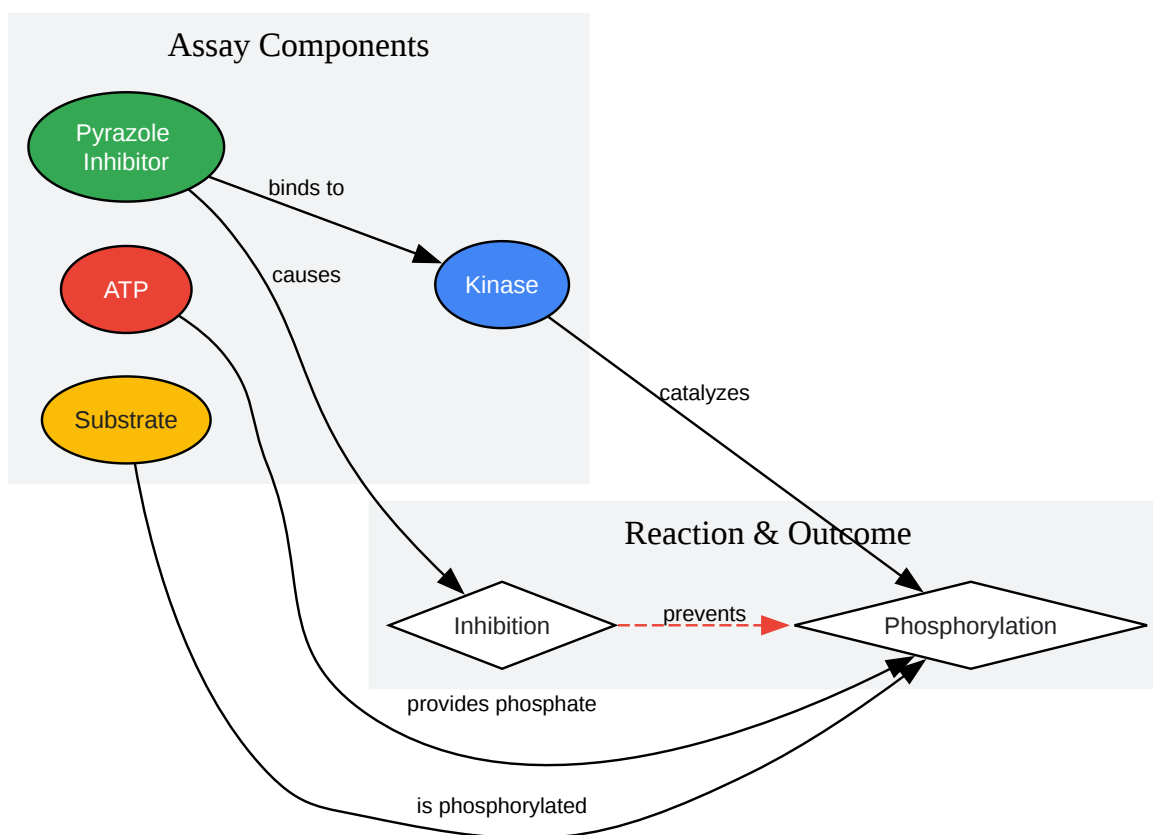 Assay Components
Pyrazole
Inhibitor
binds to
causes
ATP
Kinase
Substrate
catalyzes
Reaction & Outcome
Inhibition
prevents
Phosphorylation
provides phosphate
is phosphorylated